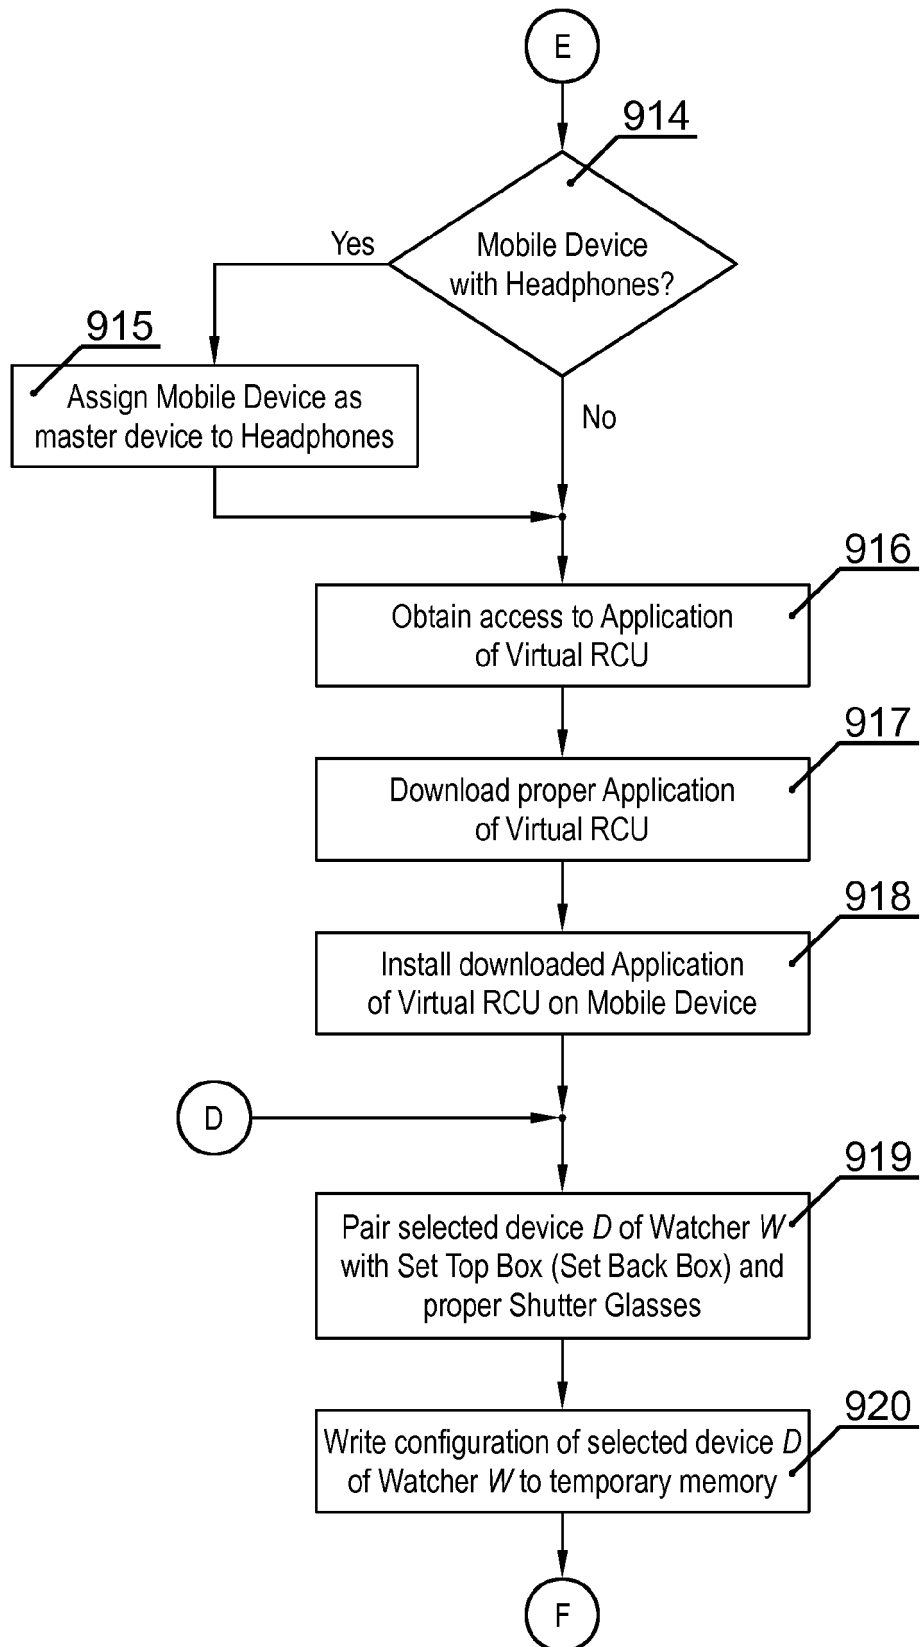 E
914
Mobile Device
with Headphones?
Yes
915
Assign Mobile Device as
master device to Headphones
No
916
Obtain access to Application
of Virtual RCU
917
Download proper Application
of Virtual RCU
918
Install downloaded Application
of Virtual RCU on Mobile Device
D
919
Pair selected device D of Watcher W
with Set Top Box (Set Back Box) and
proper Shutter Glasses
920
Write configuration of selected device D
of Watcher W to temporary memory
F